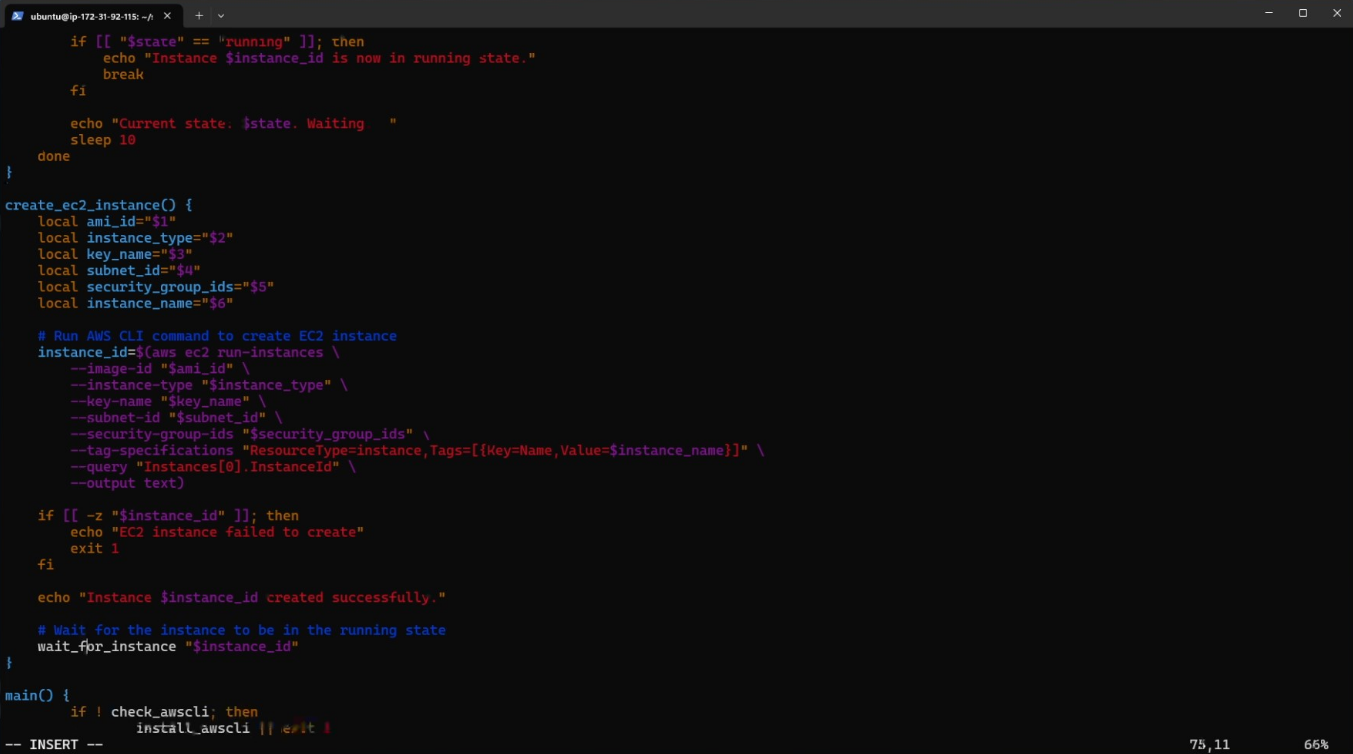 ubuntu@ip-172-31-92-115: ~/s
if [[ "$state" == "running" ]]; then
echo "Instance $instance_id is now in running state."
break
fi
echo "Current state. $state. Waiting "
sleep 10
done
}
create_ec2_instance() {
local ami_id="$1"
local instance_type="$2"
local key_name="$3"
local subnet_id="$4"
local security_group_ids="$5"
local instance_name="$6"
# Run AWS CLI command to create EC2 instance
instance_id=$(aws ec2 run-instances \
--image-id "$ami_id" \
--instance-type "$instance_type" \
--key-name "$key_name" \
--subnet-id "$subnet_id" \
--security-group-ids "$security_group_ids" \
--tag-specifications "ResourceType=instance,Tags=[{Key=Name,Value=$instance_name}]" \
--query "Instances[0].InstanceId" \
--output text)
if [[ -z "$instance_id" ]]; then
echo "EC2 instance failed to create"
exit 1
fi
echo "Instance $instance_id created successfully."
# Wait for the instance to be in the running state
wait_for_instance "$instance_id"
}
main() {
if ! check_awscli; then
install_awscli || exit
-- INSERT -- 75,11 66%